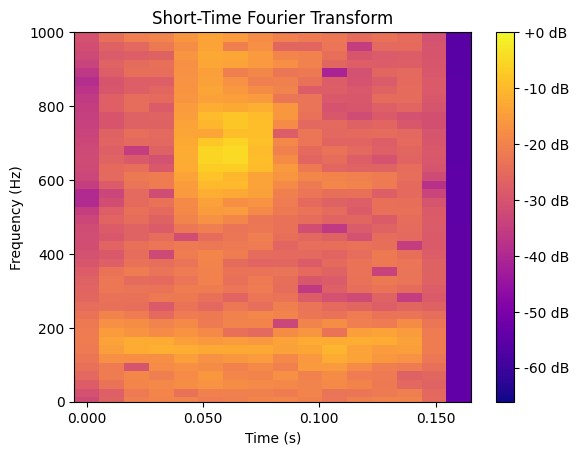 Short-Time Fourier Transform
1000
800
600
400
200
0
Frequency (Hz)
0.000
0.050
0.100
0.150
Time (s)
+0 dB
-10 dB
-20 dB
-30 dB
-40 dB
-50 dB
-60 dB